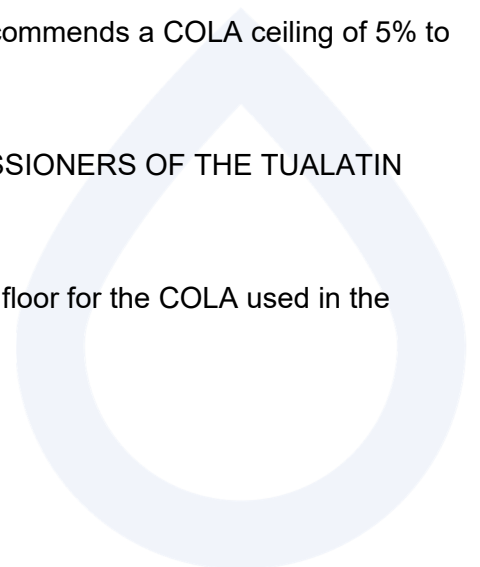 commends a COLA ceiling of 5% to
SSIONERS OF THE TUALATIN
floor for the COLA used in the